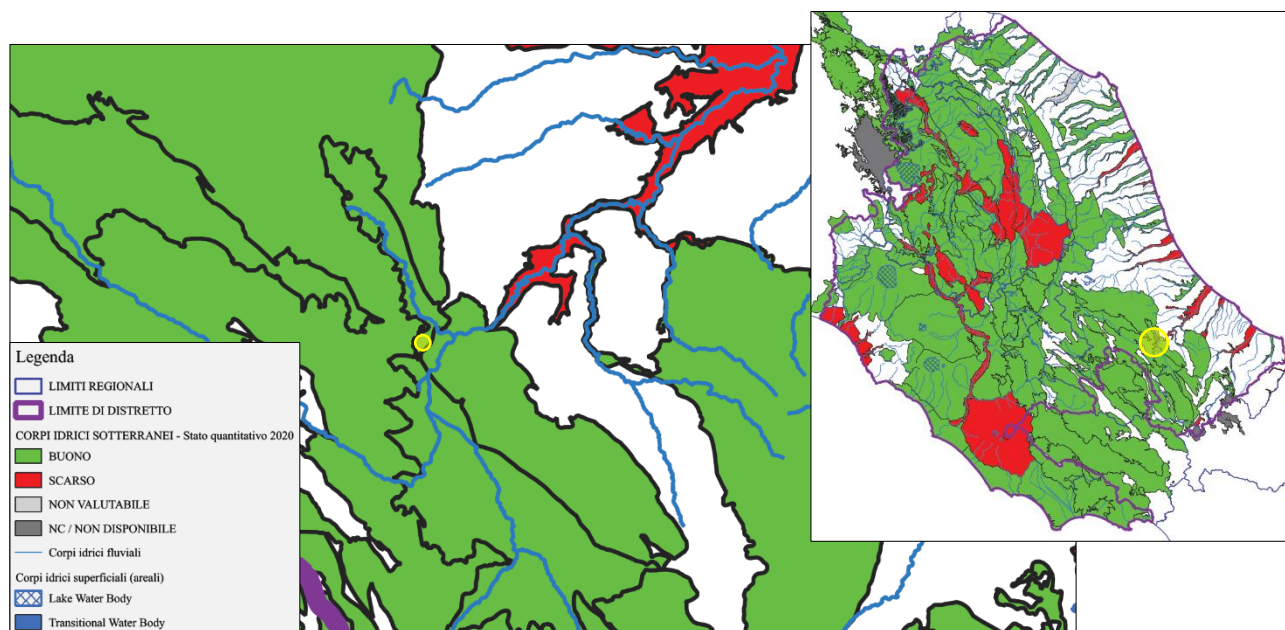 Legenda
LIMITI REGIONALI
LIMITE DI DISTRETTO
CORPI IDRICI SOTTERRANEI - Stato quantitativo 2020
BUONO
SCARSO
NON VALUTABILE
NC / NON DISPONIBILE
Corpi idrici fluviali
Corpi idrici superficiali (areali)
Lake Water Body
Transitional Water Body